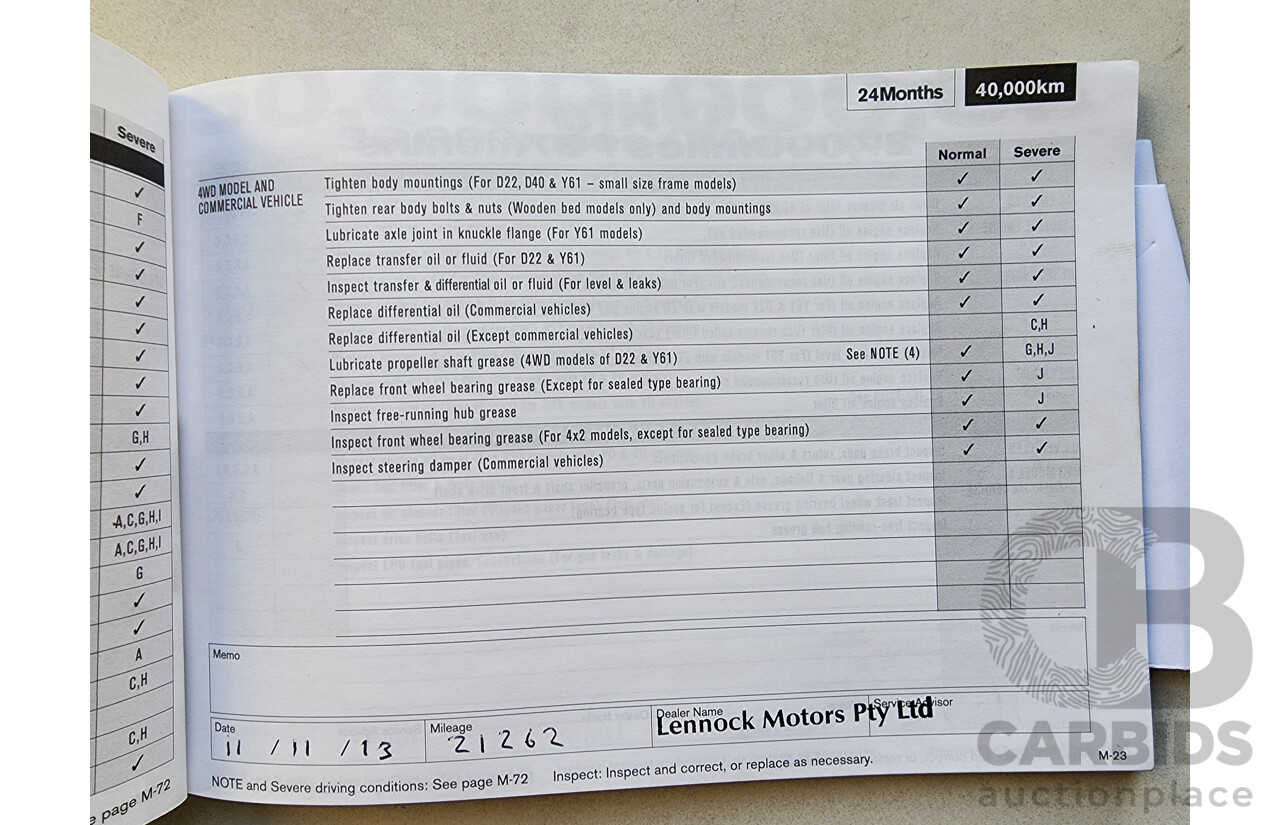 Severe
✓
F
✓
✓
✓
✓
✓
✓
✓
G,H
✓
✓
A,C,G,H,I
A,C,G,H,I
G
✓
✓
A
C,H
C,H
✓
page M-72
24Months 40,000km
Normal Severe
4WD MODEL AND
COMMERCIAL VEHICLE
Tighten body mountings (For D22, D40 & Y61 – small size frame models) ✓ ✓
Tighten rear body bolts & nuts (Wooden bed models only) and body mountings ✓ ✓
Lubricate axle joint in knuckle flange (For Y61 models) ✓ ✓
Replace transfer oil or fluid (For D22 & Y61) ✓ ✓
Inspect transfer & differential oil or fluid (For level & leaks) ✓ ✓
Replace differential oil (Commercial vehicles) ✓ ✓
Replace differential oil (Except commercial vehicles) C,H
Lubricate propeller shaft grease (4WD models of D22 & Y61) See NOTE (4) ✓ G,H,J
Replace front wheel bearing grease (Except for sealed type bearing) ✓ J
Inspect free-running hub grease ✓ J
Inspect front wheel bearing grease (For 4x2 models, except for sealed type bearing) ✓ ✓
Inspect steering damper (Commercial vehicles) ✓ ✓
Memo
Date Mileage Dealer Name Service Advisor
11 / 11 / 13 21262 Lennock Motors Pty Ltd
NOTE and Severe driving conditions: See page M-72 Inspect: Inspect and correct, or replace as necessary. M-23
CB
CARBIDS
auctionplace